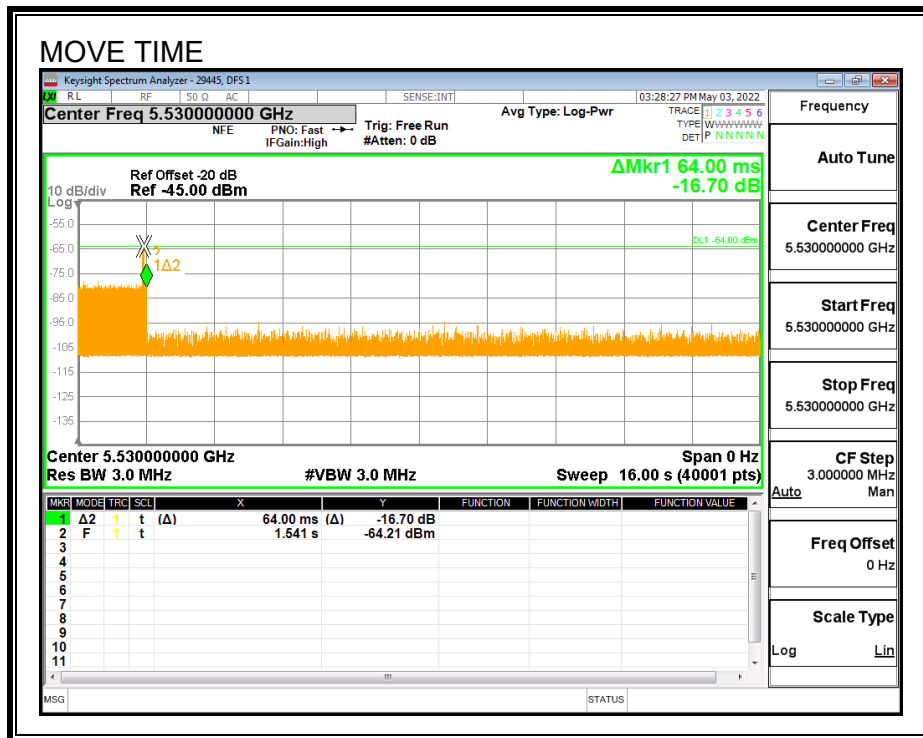 MOVE TIME
Keysight Spectrum Analyzer - 29445, DFS 1
LXI RL RF 50 Ω AC SENSE:INT 03:28:27 PM May 03, 2022
Center Freq 5.530000000 GHz
NFE PNO: Fast Trig: Free Run Avg Type: Log-Pwr TRACE 1 2 3 4 5 6
IFGain:High #Atten: 0 dB TYPE WWWWWW
DET P N N N N N
Ref Offset -20 dB ΔMkr1 64.00 ms
10 dB/div Ref -45.00 dBm -16.70 dB
Log
-55.0
DL1 -64.00 dBm
-65.0
2
1Δ2
-75.0
-85.0
-95.0
-105
-115
-125
-135
Center 5.530000000 GHz Span 0 Hz
Res BW 3.0 MHz #VBW 3.0 MHz Sweep 16.00 s (40001 pts)
MKR MODE TRC SCL X Y FUNCTION FUNCTION WIDTH FUNCTION VALUE
1 Δ2 1 t (Δ) 64.00 ms (Δ) -16.70 dB
2 F 1 t 1.541 s -64.21 dBm
3
4
5
6
7
8
9
10
11
MSG STATUS
Frequency
Auto Tune
Center Freq
5.530000000 GHz
Start Freq
5.530000000 GHz
Stop Freq
5.530000000 GHz
CF Step
3.000000 MHz
Auto Man
Freq Offset
0 Hz
Scale Type
Log Lin